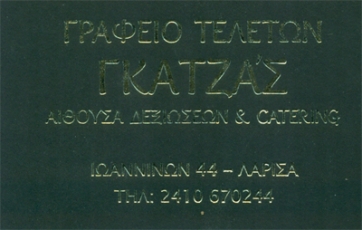 ΓΡΑΦΕΙΟ ΤΕΛΕΤΩΝ
ΓΚΑΤΖΑΣ
ΑΙΘΟΥΣΑ ΔΕΞΙΩΣΕΩΝ & CATERING
ΙΩΑΝΝΙΝΩΝ 44 – ΛΑΡΙΣΑ
ΤΗΛ: 2410 670244